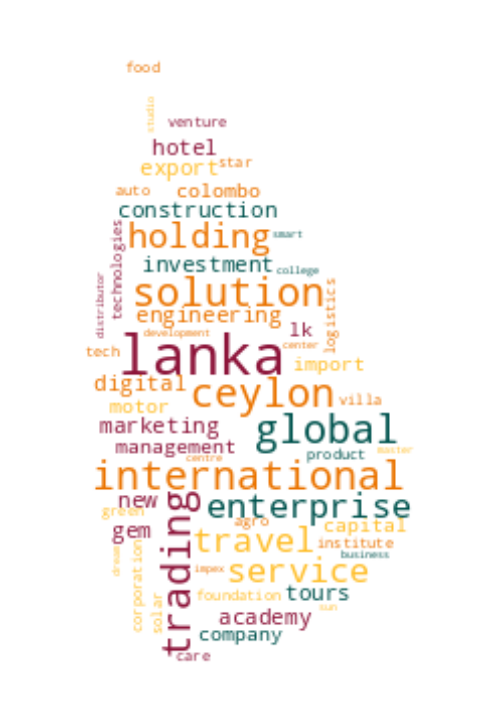 food
studio
venture
hotel
export star
auto colombo
construction
technologies
holding smart
investment college
distributor
solution
logistics
engineering
development lk
center
tech lanka import
digital ceylon villa
motor
marketing global
management product master
centre
international
new enterprise
green
gem agro capital
trading
travel institute
business
dream
corporation
impex service
solar
foundation tours
sun
academy
company
care